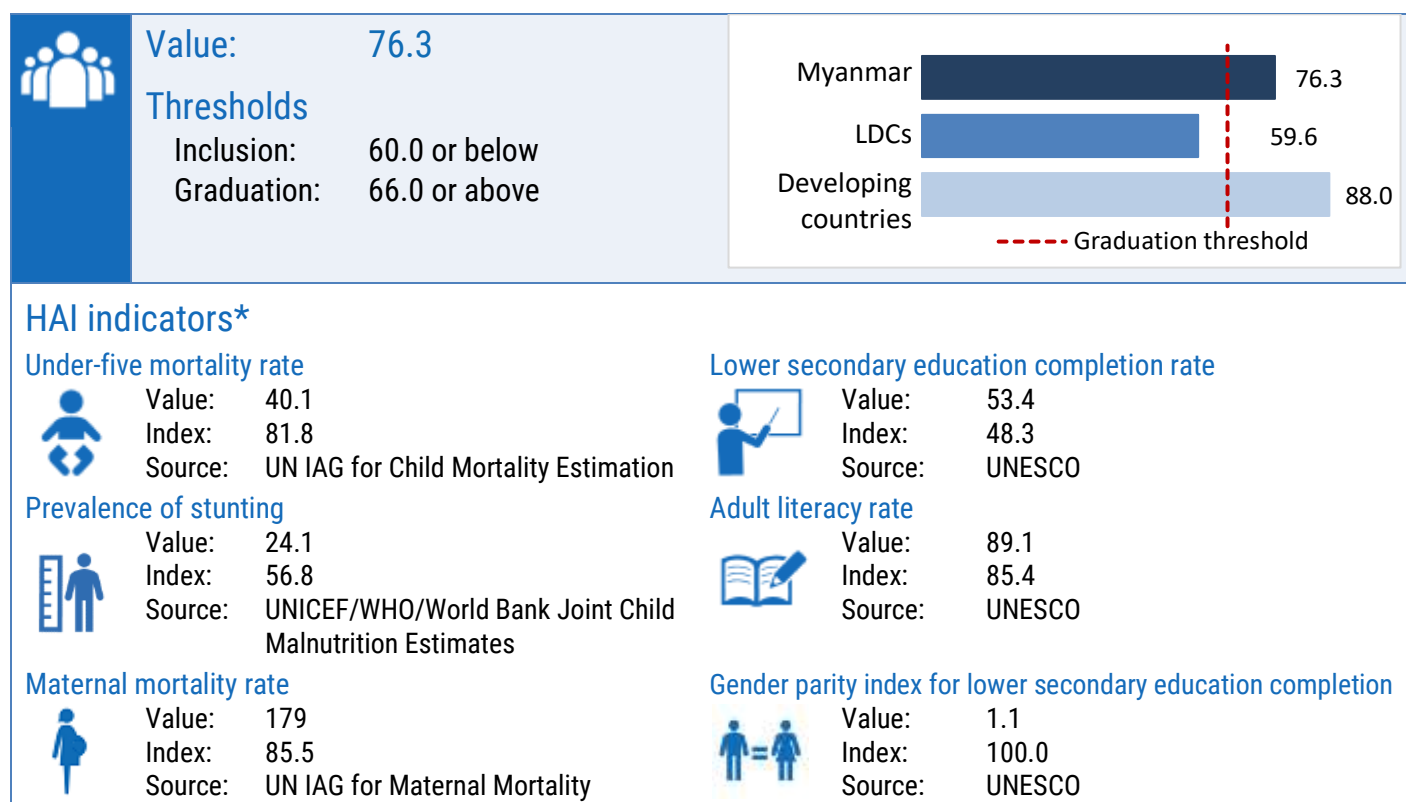 Value: 76.3
Thresholds
Inclusion: 60.0 or below
Graduation: 66.0 or above
Myanmar 76.3
LDCs 59.6
Developing
countries 88.0
Graduation threshold
HAI indicators*
Under-five mortality rate
Value: 40.1
Index: 81.8
Source: UN IAG for Child Mortality Estimation
Prevalence of stunting
Value: 24.1
Index: 56.8
Source: UNICEF/WHO/World Bank Joint Child
Malnutrition Estimates
Maternal mortality rate
Value: 179
Index: 85.5
Source: UN IAG for Maternal Mortality
Lower secondary education completion rate
Value: 53.4
Index: 48.3
Source: UNESCO
Adult literacy rate
Value: 89.1
Index: 85.4
Source: UNESCO
Gender parity index for lower secondary education completion
Value: 1.1
Index: 100.0
Source: UNESCO